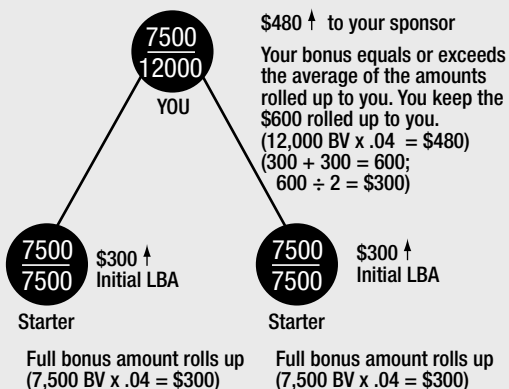 7500
12000
YOU
$480 ↑ to your sponsor
Your bonus equals or exceeds
the average of the amounts
rolled up to you. You keep the
$600 rolled up to you.
(12,000 BV x .04 = $480)
(300 + 300 = 600;
600 ÷ 2 = $300)
7500
7500
$300 ↑
Initial LBA
Starter
Full bonus amount rolls up
(7,500 BV x .04 = $300)
7500
7500
$300 ↑
Initial LBA
Starter
Full bonus amount rolls up
(7,500 BV x .04 = $300)